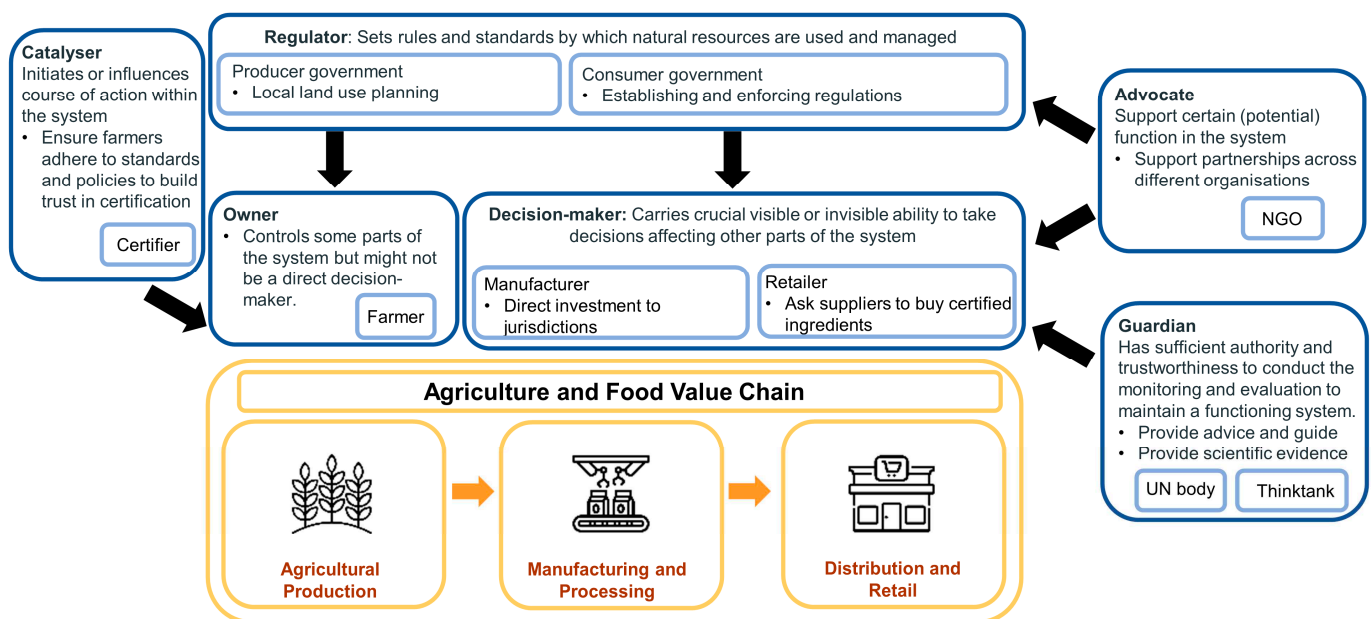 Regulator: Sets rules and standards by which natural resources are used and managed
Producer government
• Local land use planning
Consumer government
• Establishing and enforcing regulations
Catalyser
Initiates or influences
course of action within
the system
• Ensure farmers
adhere to standards
and policies to build
trust in certification
Certifier
Advocate
Support certain (potential)
function in the system
• Support partnerships across
different organisations
NGO
Owner
• Controls some parts of
the system but might not
be a direct decision-
maker.
Farmer
Decision-maker: Carries crucial visible or invisible ability to take
decisions affecting other parts of the system
Manufacturer
• Direct investment to
jurisdictions
Retailer
• Ask suppliers to buy certified
ingredients
Guardian
Has sufficient authority and
trustworthiness to conduct the
monitoring and evaluation to
maintain a functioning system.
• Provide advice and guide
• Provide scientific evidence
UN body
Thinktank
Agriculture and Food Value Chain
Agricultural
Production
Manufacturing and
Processing
Distribution and
Retail